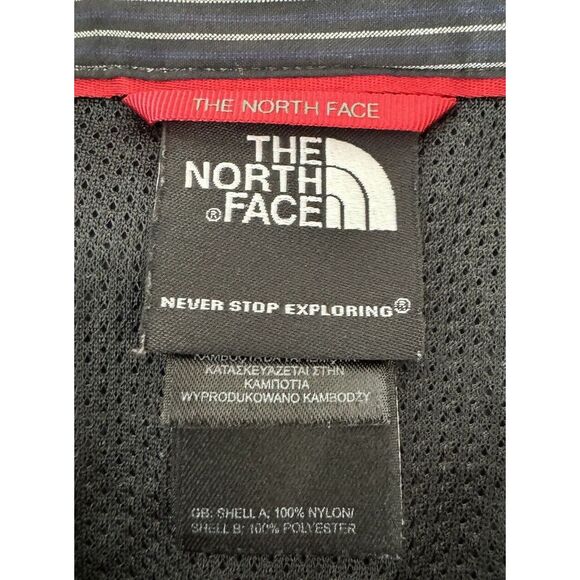 THE NORTH FACE
THE
NORTH
®FACE
NEVER STOP EXPLORING®
ΚΑΤΑΣΚΕΥΑΖΕΤΑΙ ΣΤΗΝ
ΚΑΜΠΟΤΙΑ
WYPRODUKOWANO KAMBODŻY
GB: SHELL A: 100% NYLON/
SHELL B: 100% POLYESTER